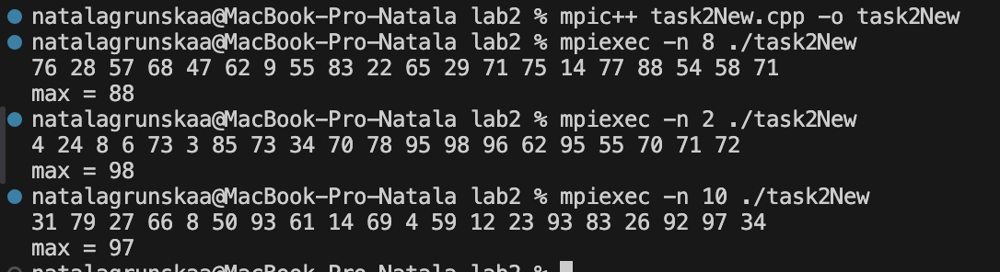 natalagrunskaa@MacBook-Pro-Natala lab2 % mpic++ task2New.cpp -o task2New
natalagrunskaa@MacBook-Pro-Natala lab2 % mpiexec -n 8 ./task2New
76 28 57 68 47 62 9 55 83 22 65 29 71 75 14 77 88 54 58 71
max = 88
natalagrunskaa@MacBook-Pro-Natala lab2 % mpiexec -n 2 ./task2New
4 24 8 6 73 3 85 73 34 70 78 95 98 96 62 95 55 70 71 72
max = 98
natalagrunskaa@MacBook-Pro-Natala lab2 % mpiexec -n 10 ./task2New
31 79 27 66 8 50 93 61 14 69 4 59 12 23 93 83 26 92 97 34
max = 97
natalagrunskaa@MacBook-Pro-Natala lab2 %